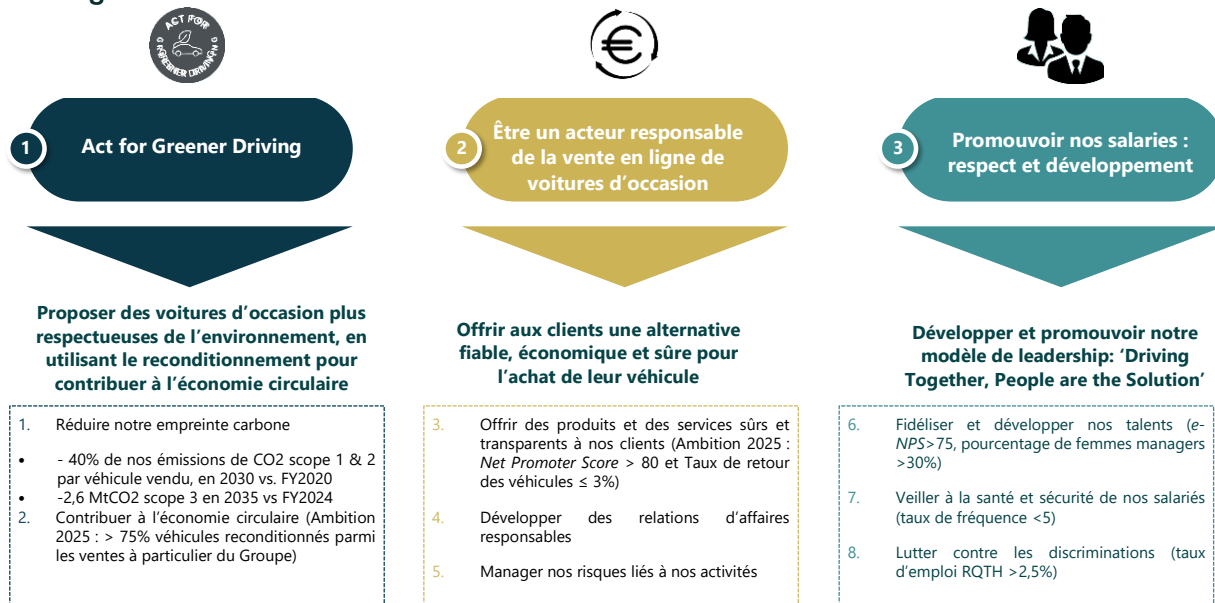 ACT FOR
GREENER DRIVING
1
Act for Greener Driving
Proposer des voitures d'occasion plus
respectueuses de l'environnement, en
utilisant le reconditionnement pour
contribuer à l'économie circulaire
1. Réduire notre empreinte carbone
• - 40% de nos émissions de CO2 scope 1 & 2
par véhicule vendu, en 2030 vs. FY2020
• -2,6 MtCO2 scope 3 en 2035 vs FY2024
2. Contribuer à l'économie circulaire (Ambition
2025 : > 75% véhicules reconditionnés parmi
les ventes à particulier du Groupe)
€
2
Être un acteur responsable
de la vente en ligne de
voitures d'occasion
Offrir aux clients une alternative
fiable, économique et sûre pour
l'achat de leur véhicule
3. Offrir des produits et des services sûrs et
transparents à nos clients (Ambition 2025 :
Net Promoter Score > 80 et Taux de retour
des véhicules ≤ 3%)
4. Développer des relations d'affaires
responsables
5. Manager nos risques liés à nos activités
3
Promouvoir nos salaries :
respect et développement
Développer et promouvoir notre
modèle de leadership: 'Driving
Together, People are the Solution'
6. Fidéliser et développer nos talents (e-
NPS>75, pourcentage de femmes managers
>30%)
7. Veiller à la santé et sécurité de nos salariés
(taux de fréquence <5)
8. Lutter contre les discriminations (taux
d'emploi RQTH >2,5%)